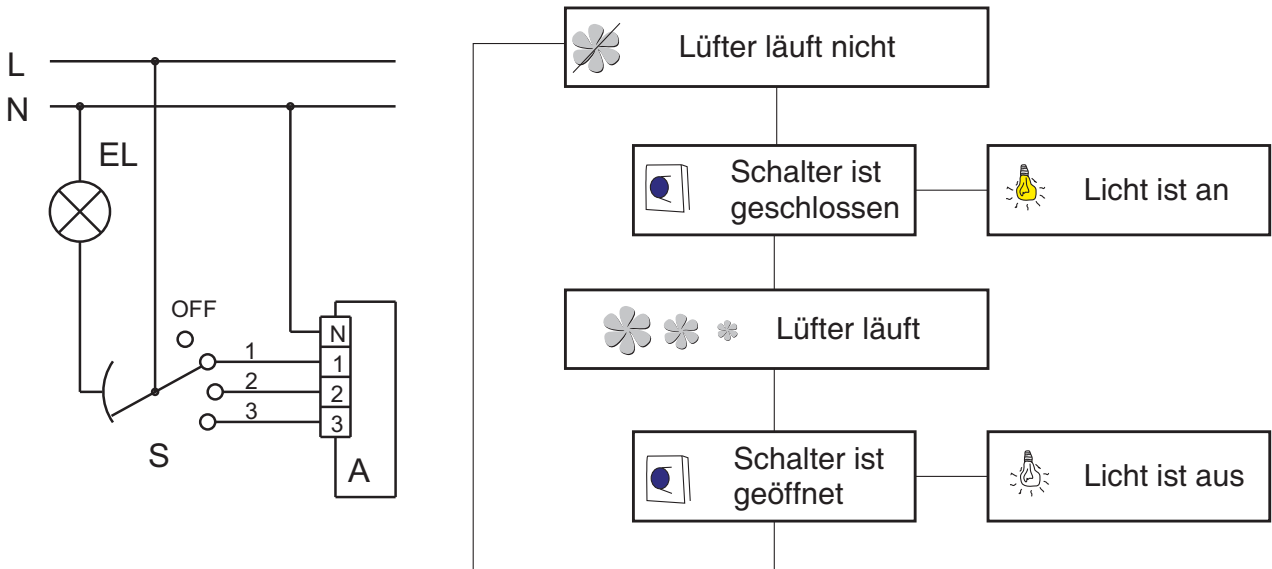 L
N
EL
OFF
1
2
3
S
N
1
2
3
A
Lüfter läuft nicht
Schalter ist
geschlossen
Licht ist an
Lüfter läuft
Schalter ist
geöffnet
Licht ist aus